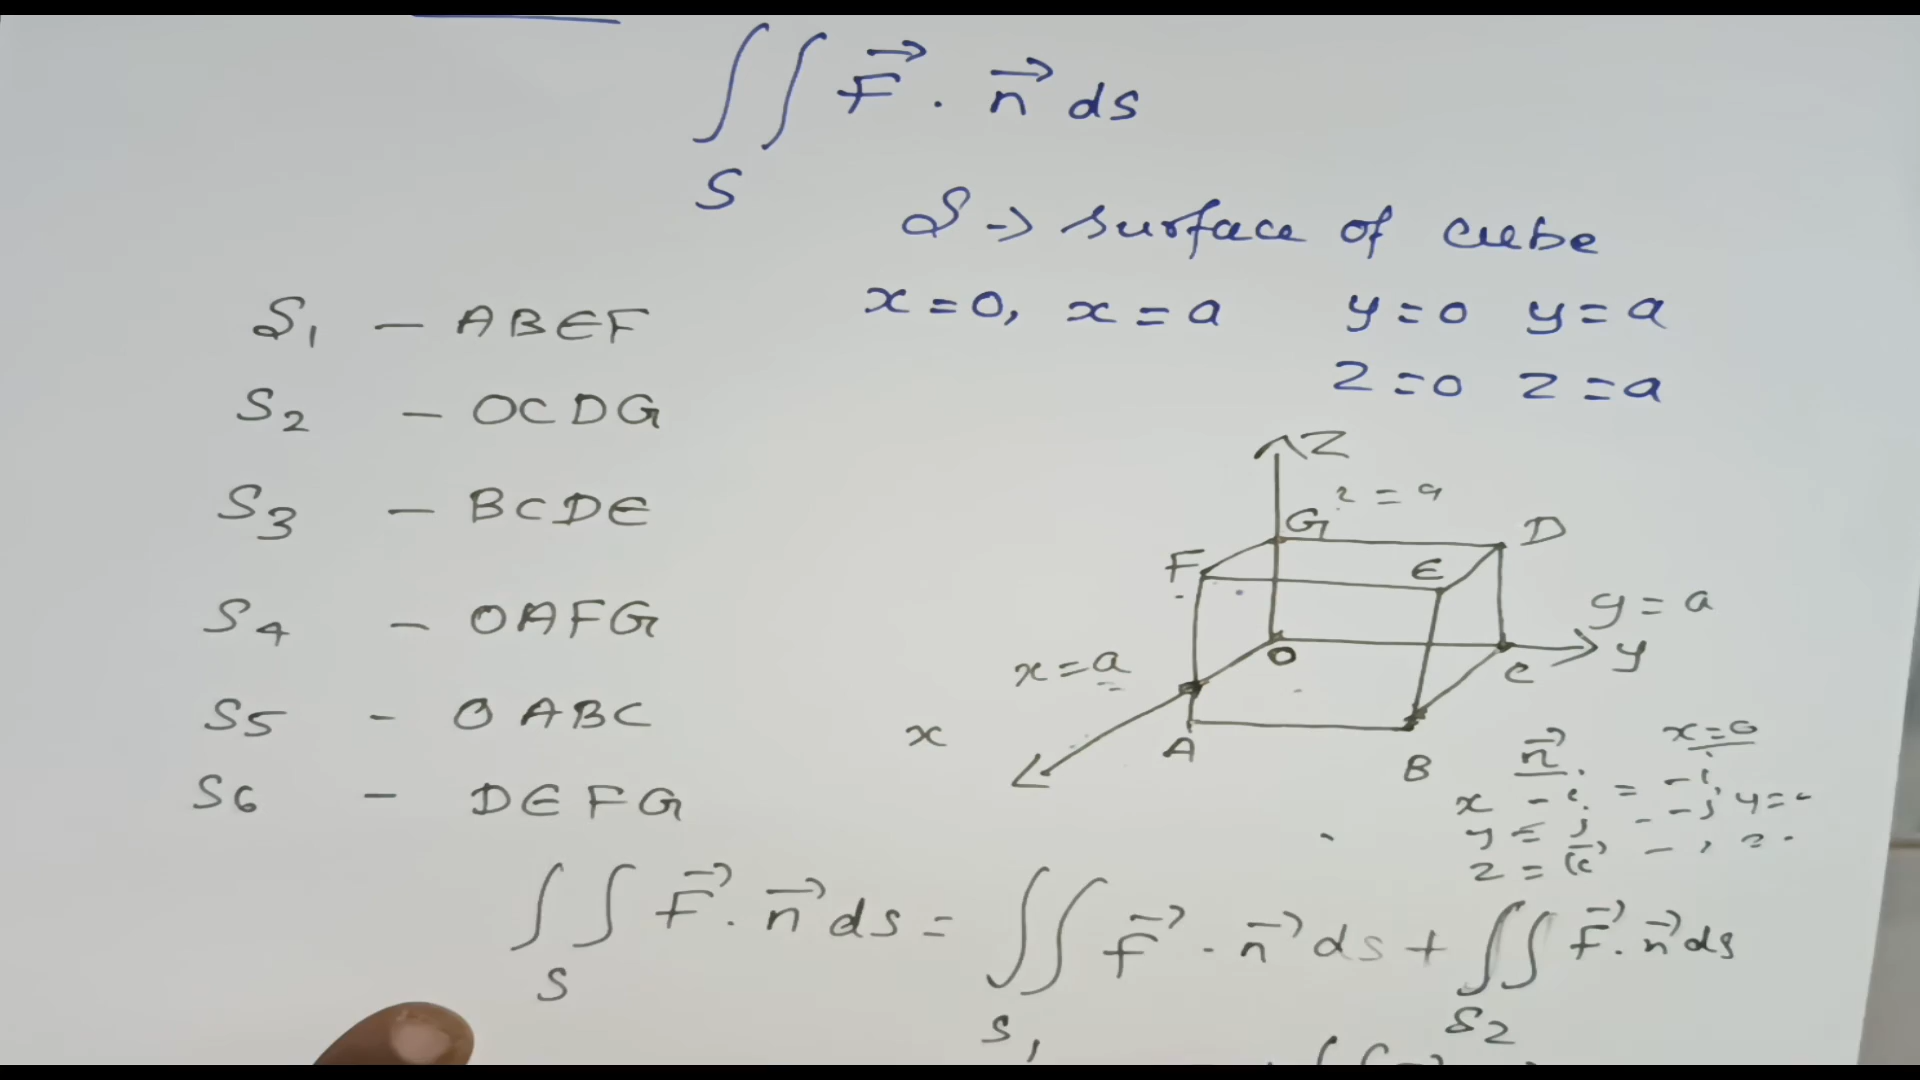 ∬ F⃗ . n⃗ ds
S
S → surface of cube
x = 0, x = a y = 0 y = a
z = 0 z = a
S1 - ABEF
S2 - OCDG
S3 - BCDE
S4 - OAFG
S5 - OABC
S6 - DEFG
Z
G z = a
D
F
E
y = a
y
O
C
x = a
x
A
B
n⃗ x = 0
∬ F⃗ . n⃗ ds = ∬ F⃗ . n⃗ ds + ∬ F⃗ . n⃗ ds
S S1 S2